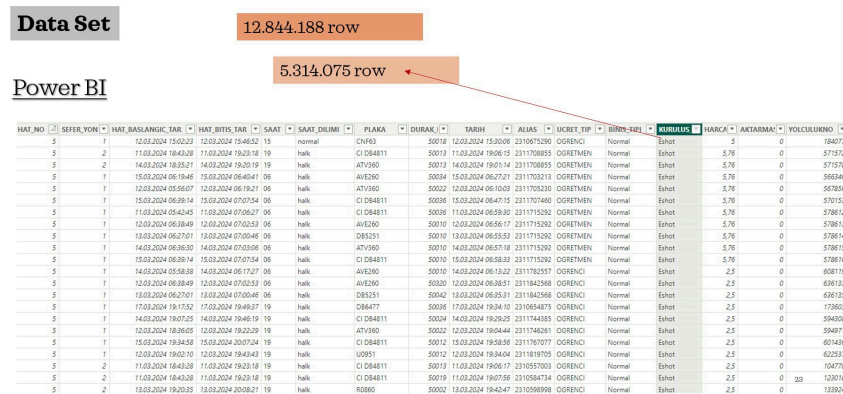 Data Set
12.844.188 row
5.314.075 row
Power BI
HAT_NO SEFER_YON HAT_BASLANGIC_TAR HAT_BITIS_TAR SAAT SAAT_DILIMI PLAKA DURAK_I TARIH ALIAS UCRET_TIP BINIS_TIPI KURULUS HARCA AKTARMAS YOLCULUKNO
5 1 12.03.2024 15:02:23 12.03.2024 15:46:52 15 normal CNF63 50018 12.03.2024 15:30:06 2310675290 OGRENCI Normal Eshot 5 0 18407
5 2 11.03.2024 18:43:28 11.03.2024 19:23:18 19 halk CI DB4811 50013 11.03.2024 19:06:15 2311708855 OGRETMEN Normal Eshot 5,76 0 57157
5 2 14.03.2024 18:35:21 14.03.2024 19:20:19 19 halk ATV360 50013 14.03.2024 19:01:14 2311708855 OGRETMEN Normal Eshot 5,76 0 57157
5 1 15.03.2024 06:19:46 15.03.2024 06:40:41 06 halk AVE260 50034 15.03.2024 06:27:21 2311703213 OGRETMEN Normal Eshot 5,76 0 56634
5 1 12.03.2024 05:56:07 12.03.2024 06:19:21 06 halk ATV360 50022 12.03.2024 06:10:03 2311705230 OGRETMEN Normal Eshot 5,76 0 56785
5 1 15.03.2024 06:39:14 15.03.2024 07:07:54 06 halk CI DB4811 50036 15.03.2024 06:47:15 2311707460 OGRETMEN Normal Eshot 5,76 0 57015
5 1 11.03.2024 05:42:45 11.03.2024 07:06:27 06 halk CI DB4811 50036 11.03.2024 06:59:30 2311715292 OGRETMEN Normal Eshot 5,76 0 57861
5 1 12.03.2024 06:38:49 12.03.2024 07:02:53 06 halk AVE260 50010 12.03.2024 06:56:17 2311715292 OGRETMEN Normal Eshot 5,76 0 57861
5 1 13.03.2024 06:27:01 13.03.2024 07:00:46 06 halk DB5251 50010 13.03.2024 06:55:53 2311715292 OGRETMEN Normal Eshot 5,76 0 57861
5 1 14.03.2024 06:36:30 14.03.2024 07:03:06 06 halk ATV360 50010 14.03.2024 06:57:18 2311715292 OGRETMEN Normal Eshot 5,76 0 57861
5 1 15.03.2024 06:39:14 15.03.2024 07:07:54 06 halk CI DB4811 50010 15.03.2024 06:58:33 2311715292 OGRETMEN Normal Eshot 5,76 0 57861
5 1 14.03.2024 05:58:38 14.03.2024 06:17:27 06 halk AVE260 50010 14.03.2024 06:13:22 2311782557 OGRENCI Normal Eshot 2,5 0 60811
5 1 12.03.2024 06:38:49 12.03.2024 07:02:53 06 halk AVE260 50320 12.03.2024 06:38:51 2311842568 OGRENCI Normal Eshot 2,5 0 63613
5 1 13.03.2024 06:27:01 13.03.2024 07:00:46 06 halk DB5251 50042 13.03.2024 06:35:31 2311842568 OGRENCI Normal Eshot 2,5 0 63613
5 1 17.03.2024 19:17:52 17.03.2024 19:49:37 19 halk DB6477 50036 17.03.2024 19:34:10 2310654875 OGRENCI Normal Eshot 2,5 0 17360
5 2 14.03.2024 19:07:25 14.03.2024 19:46:19 19 halk CI DB4811 50024 14.03.2024 19:29:25 2311744385 OGRENCI Normal Eshot 2,5 0 59430
5 1 12.03.2024 18:36:05 12.03.2024 19:22:29 19 halk ATV360 50022 12.03.2024 19:04:44 2311746261 OGRENCI Normal Eshot 2,5 0 59497
5 1 15.03.2024 19:34:58 15.03.2024 20:07:24 19 halk CI DB4811 50012 15.03.2024 19:58:56 2311767077 OGRENCI Normal Eshot 2,5 0 60143
5 1 12.03.2024 19:02:10 12.03.2024 19:43:43 19 halk U0951 50012 12.03.2024 19:34:04 2311819705 OGRENCI Normal Eshot 2,5 0 62253
5 2 11.03.2024 18:43:28 11.03.2024 19:23:18 19 halk CI DB4811 50013 11.03.2024 19:06:17 2310557003 OGRENCI Normal Eshot 2,5 0 10477
5 2 11.03.2024 18:43:28 11.03.2024 19:23:18 19 halk CI DB4811 50019 11.03.2024 19:07:56 2310584734 OGRENCI Normal Eshot 2,5 0 23 12301
5 2 13.03.2024 19:20:35 13.03.2024 20:08:21 19 halk R0860 50002 13.03.2024 19:42:47 2310598998 OGRENCI Normal Eshot 2,5 0 13392